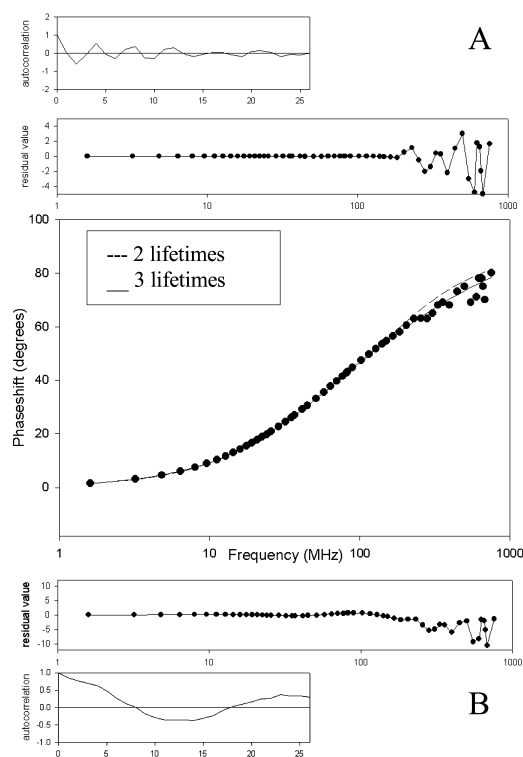 A
autocorrelation
2
1
0
-1
-2
0 5 10 15 20 25
residual value
4
2
0
-2
-4
1 10 100 1000
Phaseshift (degrees)
100
80
60
40
20
0
--- 2 lifetimes
__ 3 lifetimes
1 10 100 1000
Frequency (MHz)
residual value
10
5
0
-5
-10
1 10 100 1000
autocorrelation
1.0
0.5
0.0
-0.5
-1.0
0 5 10 15 20 25
B